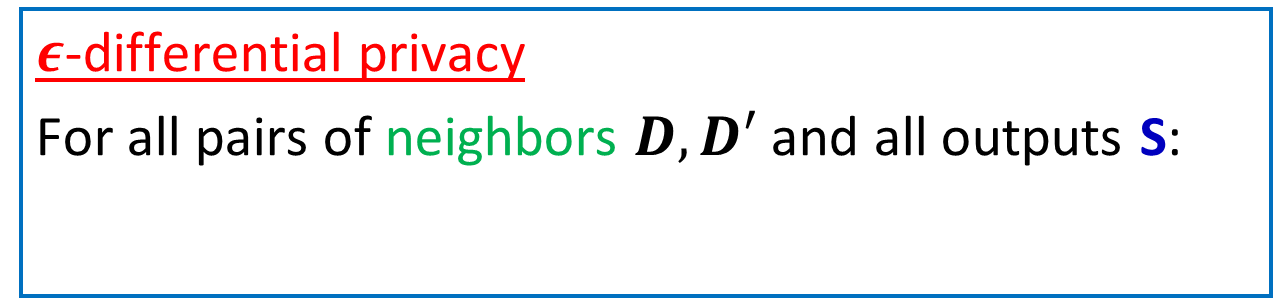 ϵ-differential privacy
For all pairs of neighbors D, D′ and all outputs S: